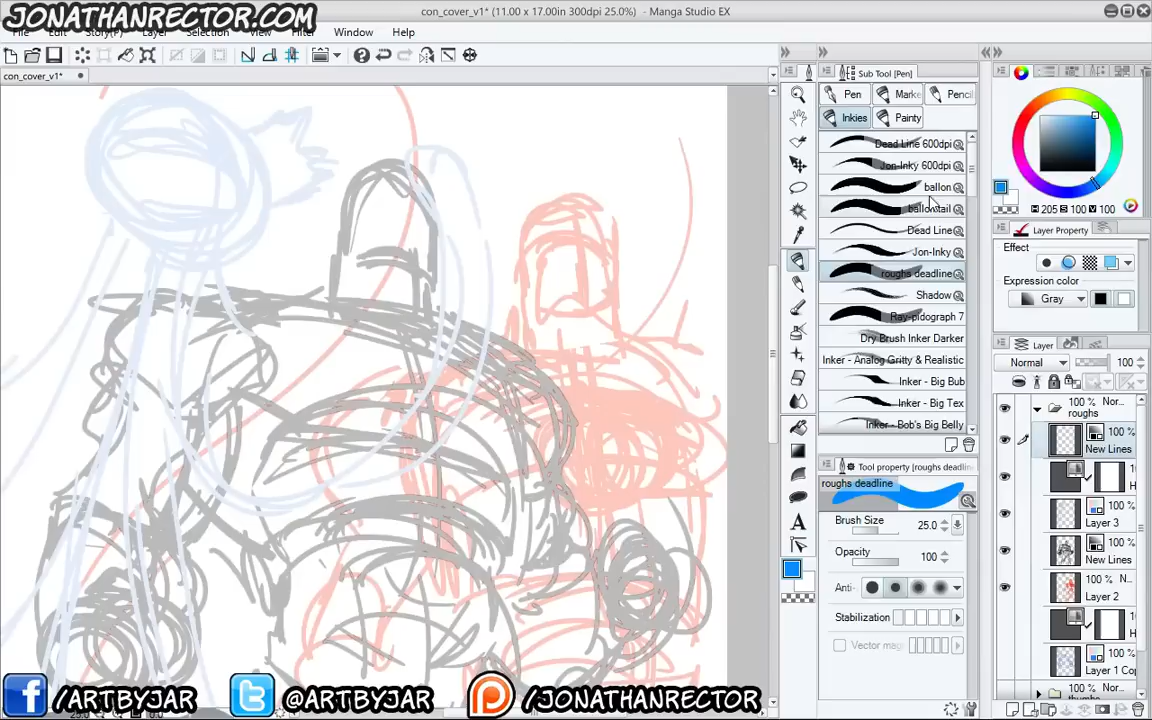 JONATHANRECTOR.COM
con_cover_v1* (11.00 x 17.00in 300dpi 25.0%) - Manga Studio EX
File Edit Story(P) Layer Selection View Filter Window Help
con_cover_v1*
Sub Tool [Pen]
Pen Marke Pencil
Inkies Painty
Dead Line 600dpi
Jon-Inky 600dpi
ballon
ballontail
Dead Line
Jon-Inky
roughs deadline
Shadow
Ray-pidograph 7
Dry Brush Inker Darker
Inker - Analog Gritty & Realistic
Inker - Big Bub
Inker - Big Tex
Inker - Bob's Big Belly
Tool property [roughs deadlin
roughs deadline
Brush Size 25.0
Opacity 100
Anti-
Stabilization
Vector mag
H 205 S 100 V 100
Layer Property
Effect
Expression color
Gray
Layer
Normal 100
100 % Nor...
roughs
100 %
New Lines
Layer 3
100 %
New Lines
100 % N...
Layer 2
100 %
Layer 1 Cop
100 % Nor...
thumbs
/ARTBYJAR @ARTBYJAR /JONATHANRECTOR